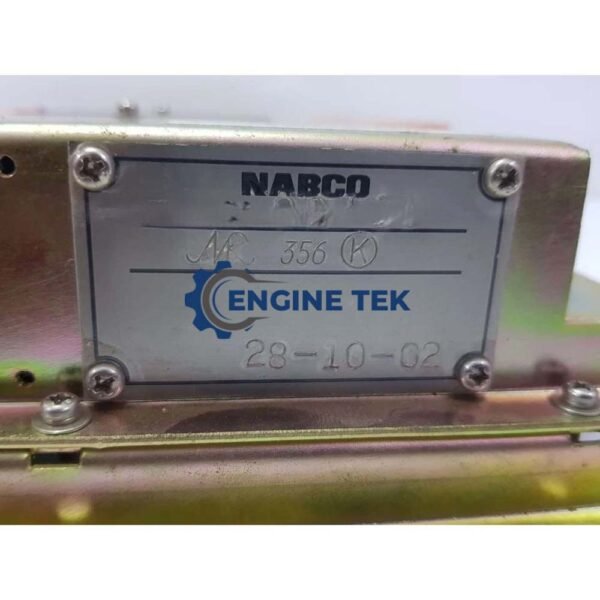 NABCO
356 K
ENGINE TEK
28-10-02